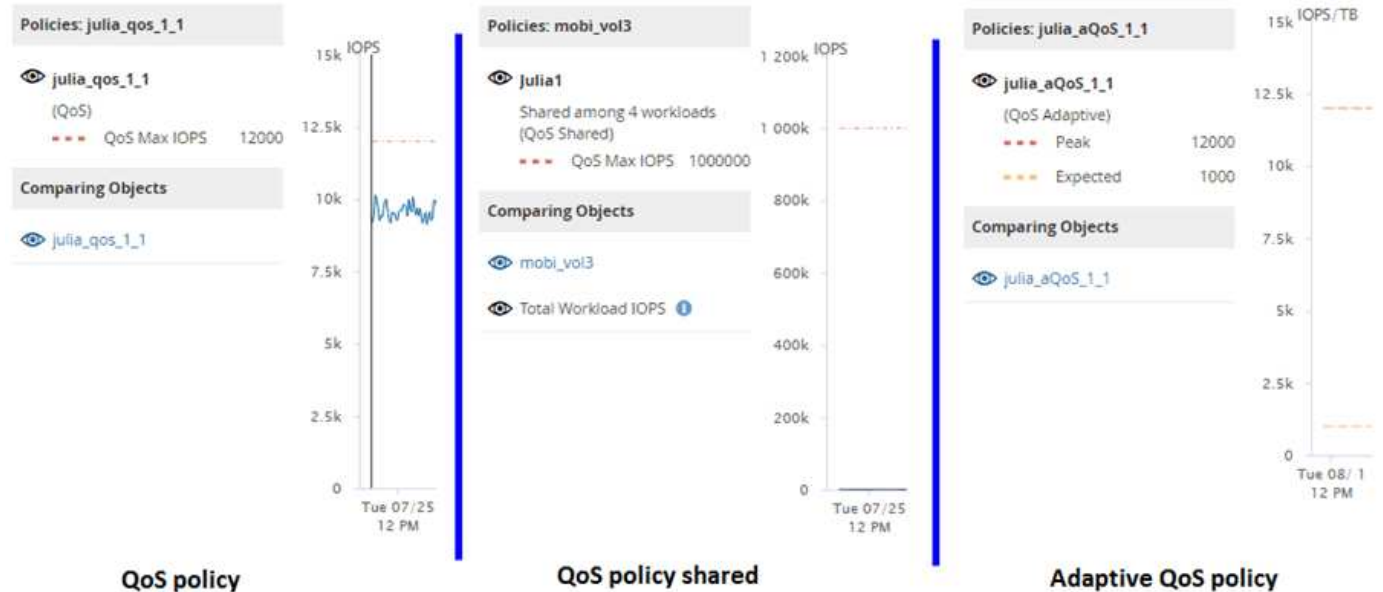 Policies: julia_qos_1_1
julia_qos_1_1
(QoS)
QoS Max IOPS 12000
Comparing Objects
julia_qos_1_1
IOPS
15k
12.5k
10k
7.5k
5k
2.5k
0
Tue 07/25
12 PM
QoS policy
Policies: mobi_vol3
Julia1
Shared among 4 workloads
(QoS Shared)
QoS Max IOPS 1000000
Comparing Objects
mobi_vol3
Total Workload IOPS i
IOPS
1 200k
1 000k
800k
600k
400k
200k
0
Tue 07/25
12 PM
QoS policy shared
Policies: julia_aQoS_1_1
julia_aQoS_1_1
(QoS Adaptive)
Peak 12000
Expected 1000
Comparing Objects
julia_aQoS_1_1
IOPS/TB
15k
12.5k
10k
7.5k
5k
2.5k
0
Tue 08/ 1
12 PM
Adaptive QoS policy